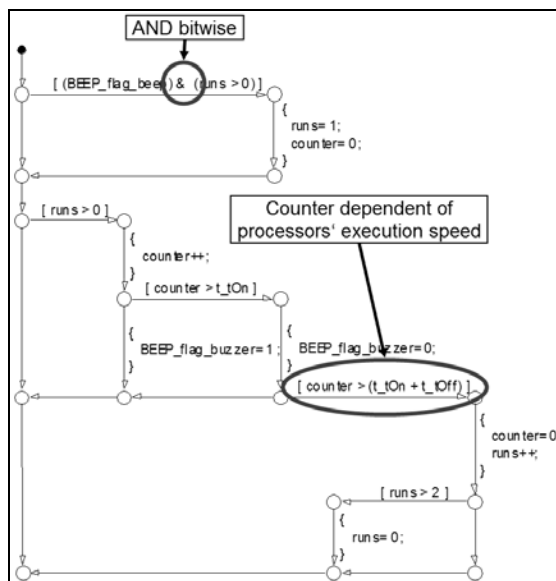 AND bitwise
[ (BEEP_flag_beep) & (runs >0) ]
{
runs= 1;
counter= 0;
}
Counter dependent of
processors' execution speed
[ runs >0 ]
{
counter++;
}
[ counter >t_tOn ]
{
BEEP_flag_buzzer= 1;
}
{
BEEP_flag_buzzer=0;
}
[ counter >(t_tOn + t_tOff) ]
{
counter=0
runs++;
}
[ runs >2 ]
{
runs= 0;
}